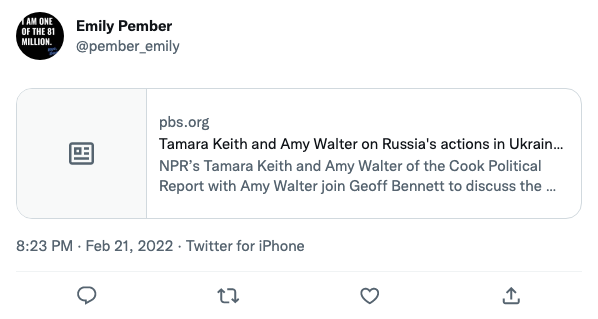 I AM ONE
OF THE 81
MILLION.
Emily Pember
@pember_emily
pbs.org
Tamara Keith and Amy Walter on Russia's actions in Ukrain...
NPR's Tamara Keith and Amy Walter of the Cook Political
Report with Amy Walter join Geoff Bennett to discuss the ...
8:23 PM · Feb 21, 2022 · Twitter for iPhone